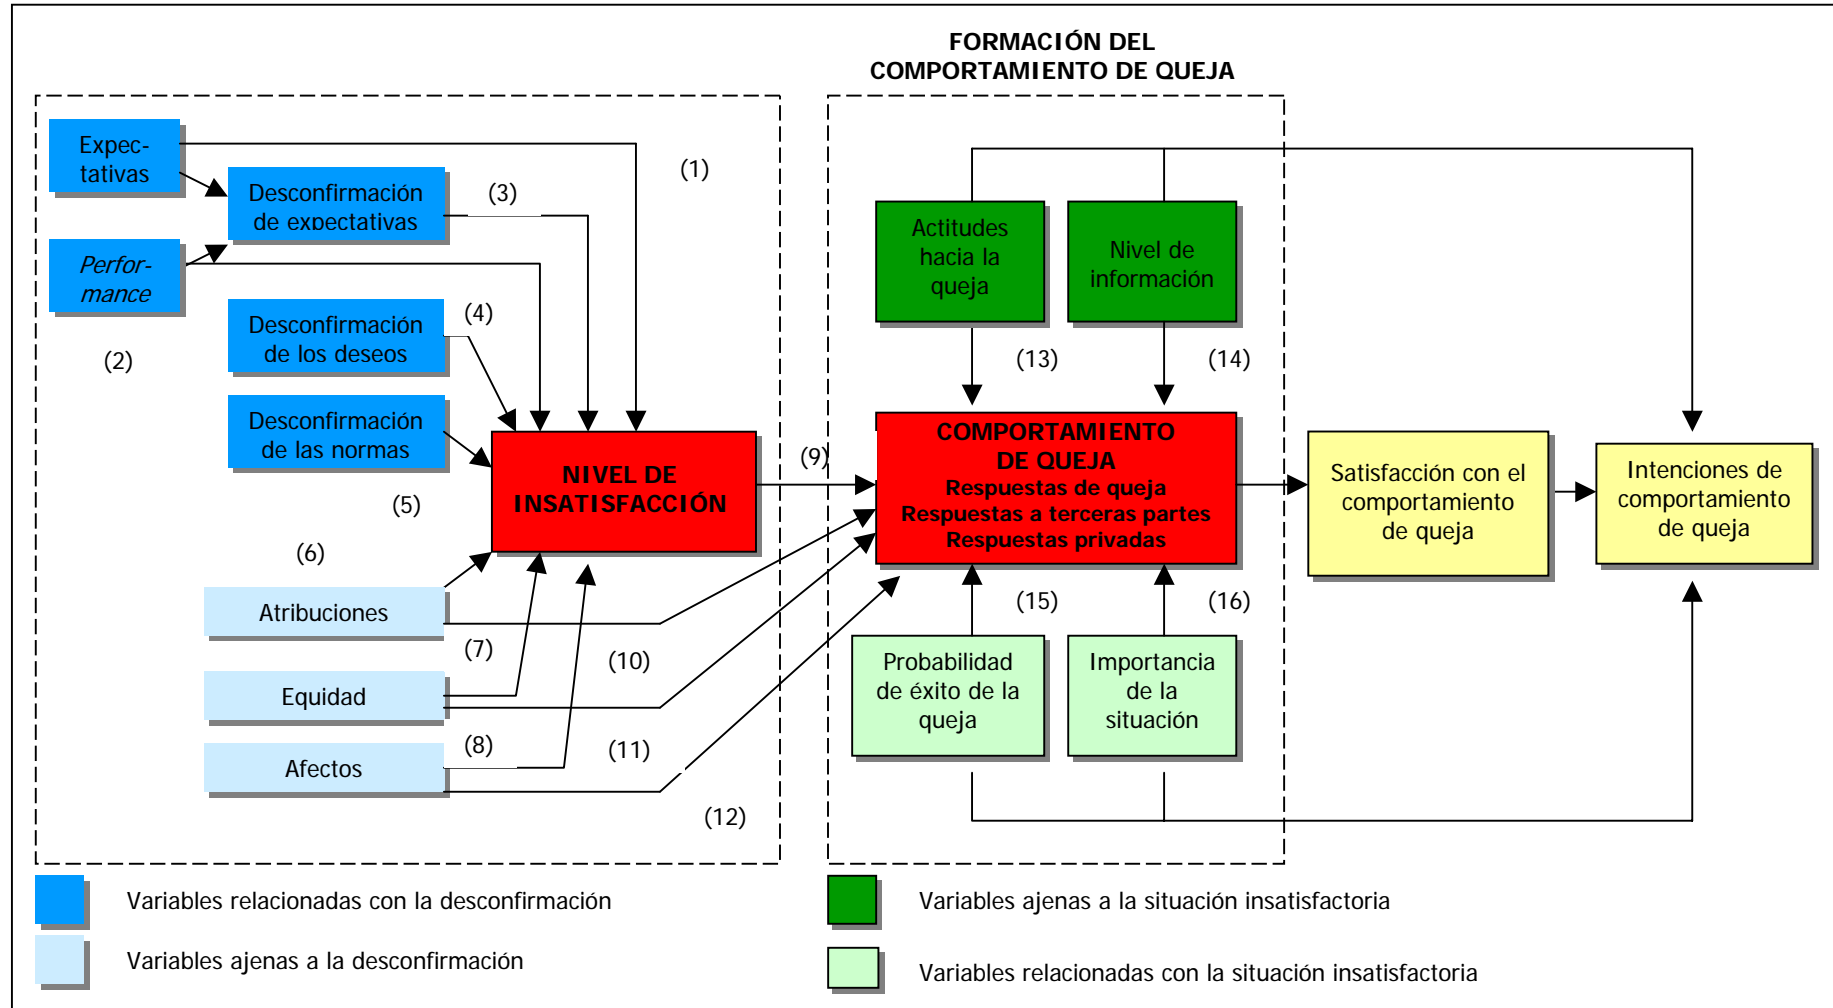 FORMACIÓN DEL
COMPORTAMIENTO DE QUEJA
Expec-
tativas
(1)
Desconfirmación
de expectativas
(3)
Perfor-
mance
(2)
Desconfirmación
de los deseos
(4)
Desconfirmación
de las normas
(5)
NIVEL DE
INSATISFACCIÓN
(6)
Atribuciones
(7)
Equidad
(8)
Afectos
(9)
(10)
(11)
(12)
Actitudes
hacia la
queja
Nivel de
información
(13)
(14)
COMPORTAMIENTO
DE QUEJA
Respuestas de queja
Respuestas a terceras partes
Respuestas privadas
(15)
(16)
Probabilidad
de éxito de la
queja
Importancia
de la
situación
Satisfacción con el
comportamiento
de queja
Intenciones de
comportamiento
de queja
Variables relacionadas con la desconfirmación
Variables ajenas a la desconfirmación
Variables ajenas a la situación insatisfactoria
Variables relacionadas con la situación insatisfactoria